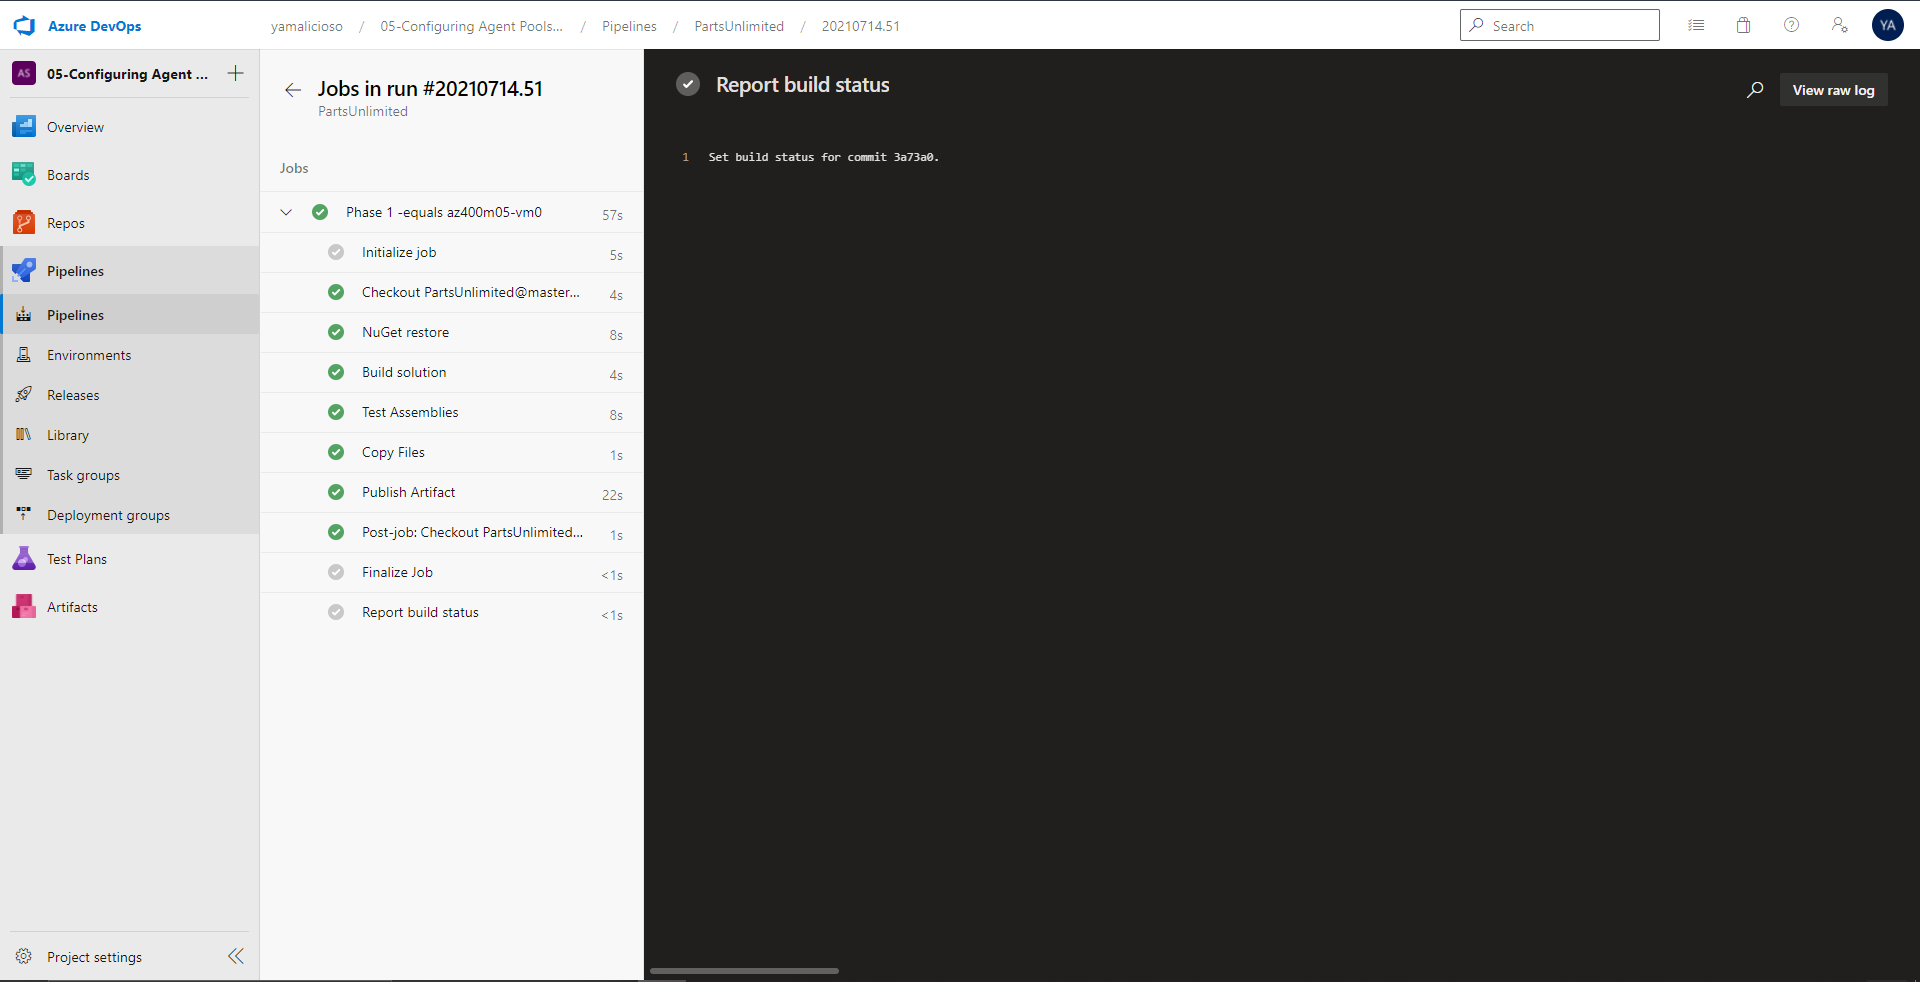 Azure DevOps
yamalicioso / 05-Configuring Agent Pools... / Pipelines / PartsUnlimited / 20210714.51
Search
YA
AS 05-Configuring Agent ...
Overview
Boards
Repos
Pipelines
Pipelines
Environments
Releases
Library
Task groups
Deployment groups
Test Plans
Artifacts
Project settings
Jobs in run #20210714.51
PartsUnlimited
Jobs
Phase 1 -equals az400m05-vm0 57s
Initialize job 5s
Checkout PartsUnlimited@master... 4s
NuGet restore 8s
Build solution 4s
Test Assemblies 8s
Copy Files 1s
Publish Artifact 22s
Post-job: Checkout PartsUnlimited... 1s
Finalize Job <1s
Report build status <1s
Report build status
View raw log
1 Set build status for commit 3a73a0.